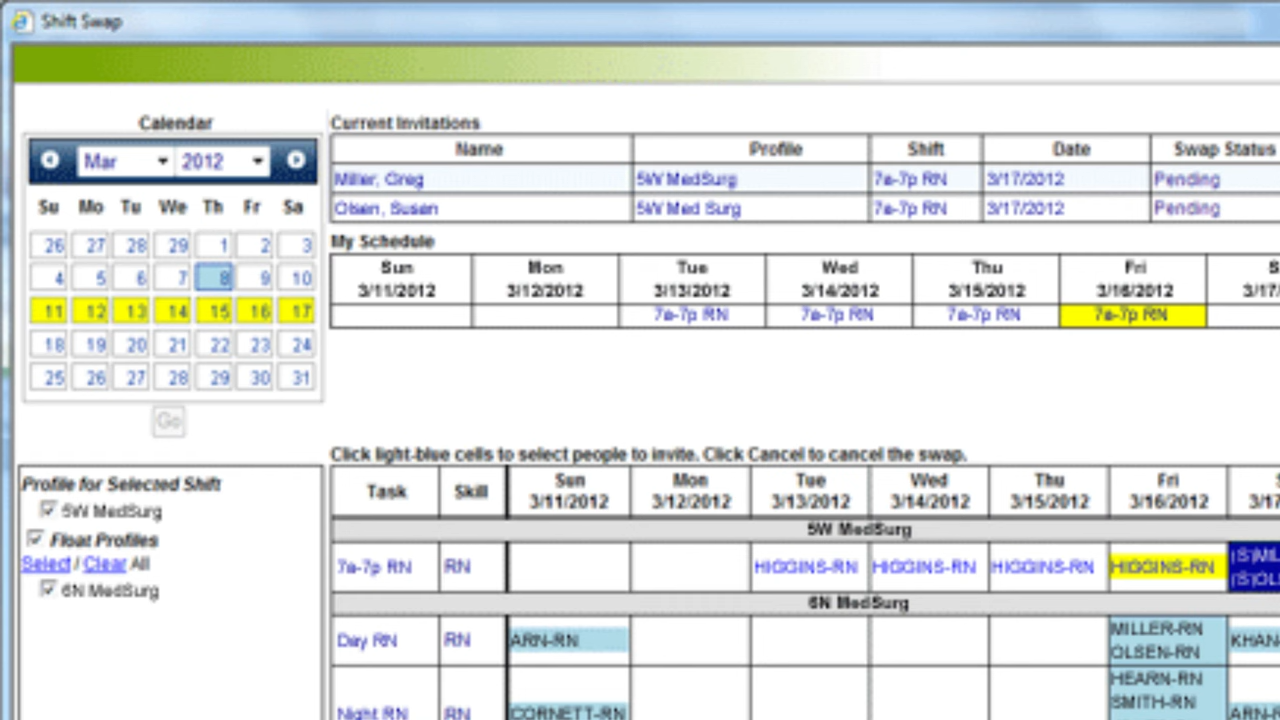 Shift Swap
Calendar
Mar 2012
Su Mo Tu We Th Fr Sa
26 27 28 29 1 2 3
4 5 6 7 8 9 10
11 12 13 14 15 16 17
18 19 20 21 22 23 24
25 26 27 28 29 30 31
Go
Current Invitations
Name Profile Shift Date Swap Status
Miller, Greg 5W MedSurg 7a-7p RN 3/17/2012 Pending
Olsen, Susan 5W Med Surg 7a-7p RN 3/17/2012 Pending
My Schedule
Sun Mon Tue Wed Thu Fri S
3/11/2012 3/12/2012 3/13/2012 3/14/2012 3/15/2012 3/16/2012 3/17/
7a-7p RN 7a-7p RN 7a-7p RN 7a-7p RN
Profile for Selected Shift
5W MedSurg
Float Profiles
Select / Clear All
6N MedSurg
Click light-blue cells to select people to invite. Click Cancel to cancel the swap.
Task Skill Sun Mon Tue Wed Thu Fri S
3/11/2012 3/12/2012 3/13/2012 3/14/2012 3/15/2012 3/16/2012 3/17
5W MedSurg
7a-7p RN RN HIGGINS-RN HIGGINS-RN HIGGINS-RN HIGGINS-RN (S)MIL
(S)OL
6N MedSurg
Day RN RN ARN-RN MILLER-RN KHAN-
OLSEN-RN
HEARN-RN
SMITH-RN
Night RN RN CORNETT-RN ARN-R